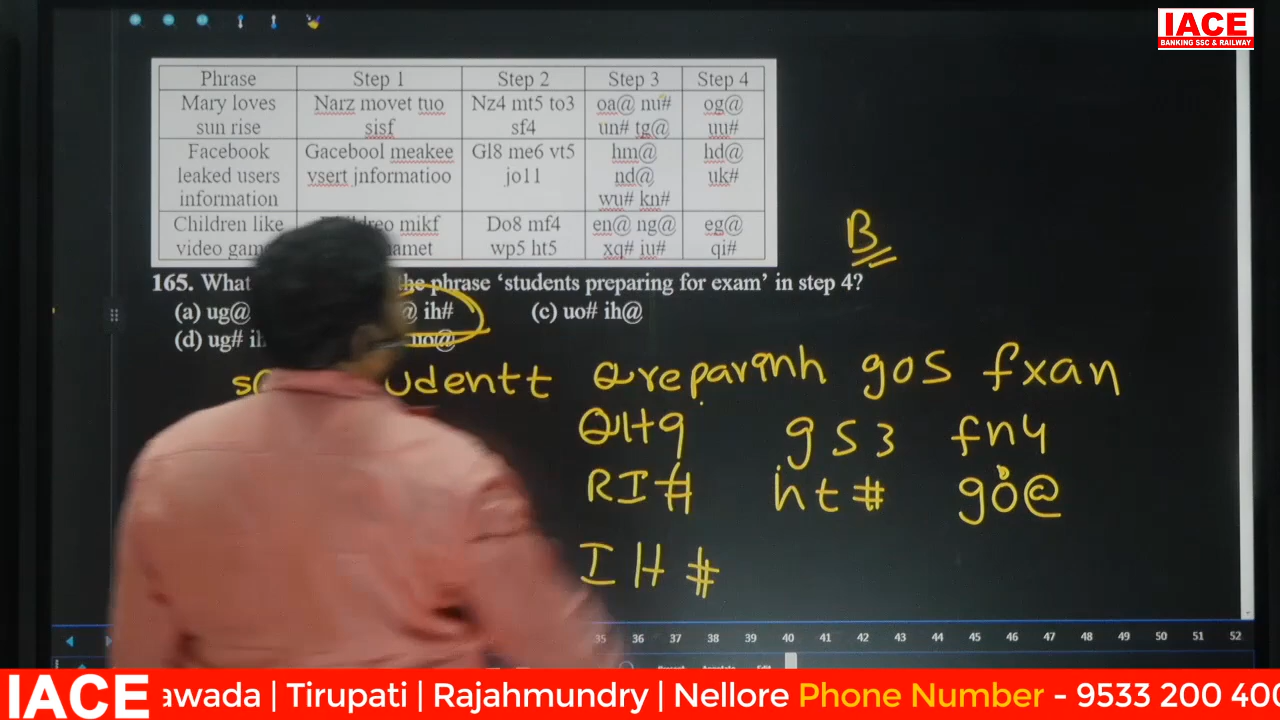 IACE
BANKING SSC & RAILWAY
Phrase Step 1 Step 2 Step 3 Step 4
Mary loves Narz movet tuo Nz4 mt5 to3 oa@ nu# og@
sun rise sisf sf4 un# tg@ uu#
Facebook Gacebool meakee Gl8 me6 vt5 hm@ hd@
leaked users vsert jnformatioo jo11 nd@ uk#
information wu# kn#
Children like mikf Do8 mf4 en@ ng@ eg@
video wp5 ht5 xq# iu# qi#
B
165. What the phrase ‘students preparing for exam’ in step 4?
(a) ug@ ih# (c) uo# ih@
(d) ug# uo@
udentt Qreparinh gos fxan
QH9 gs3 fn4
RI# ht# go@
IH#
35 36 37 38 39 40 41 42 43 44 45 46 47 48 49 50 51 52
IACE awada | Tirupati | Rajahmundry | Nellore Phone Number - 9533 200 400